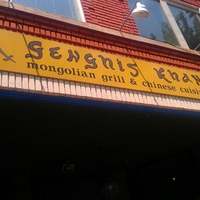 GENGHIS KHAN
mongolian grill & chinese cuisi